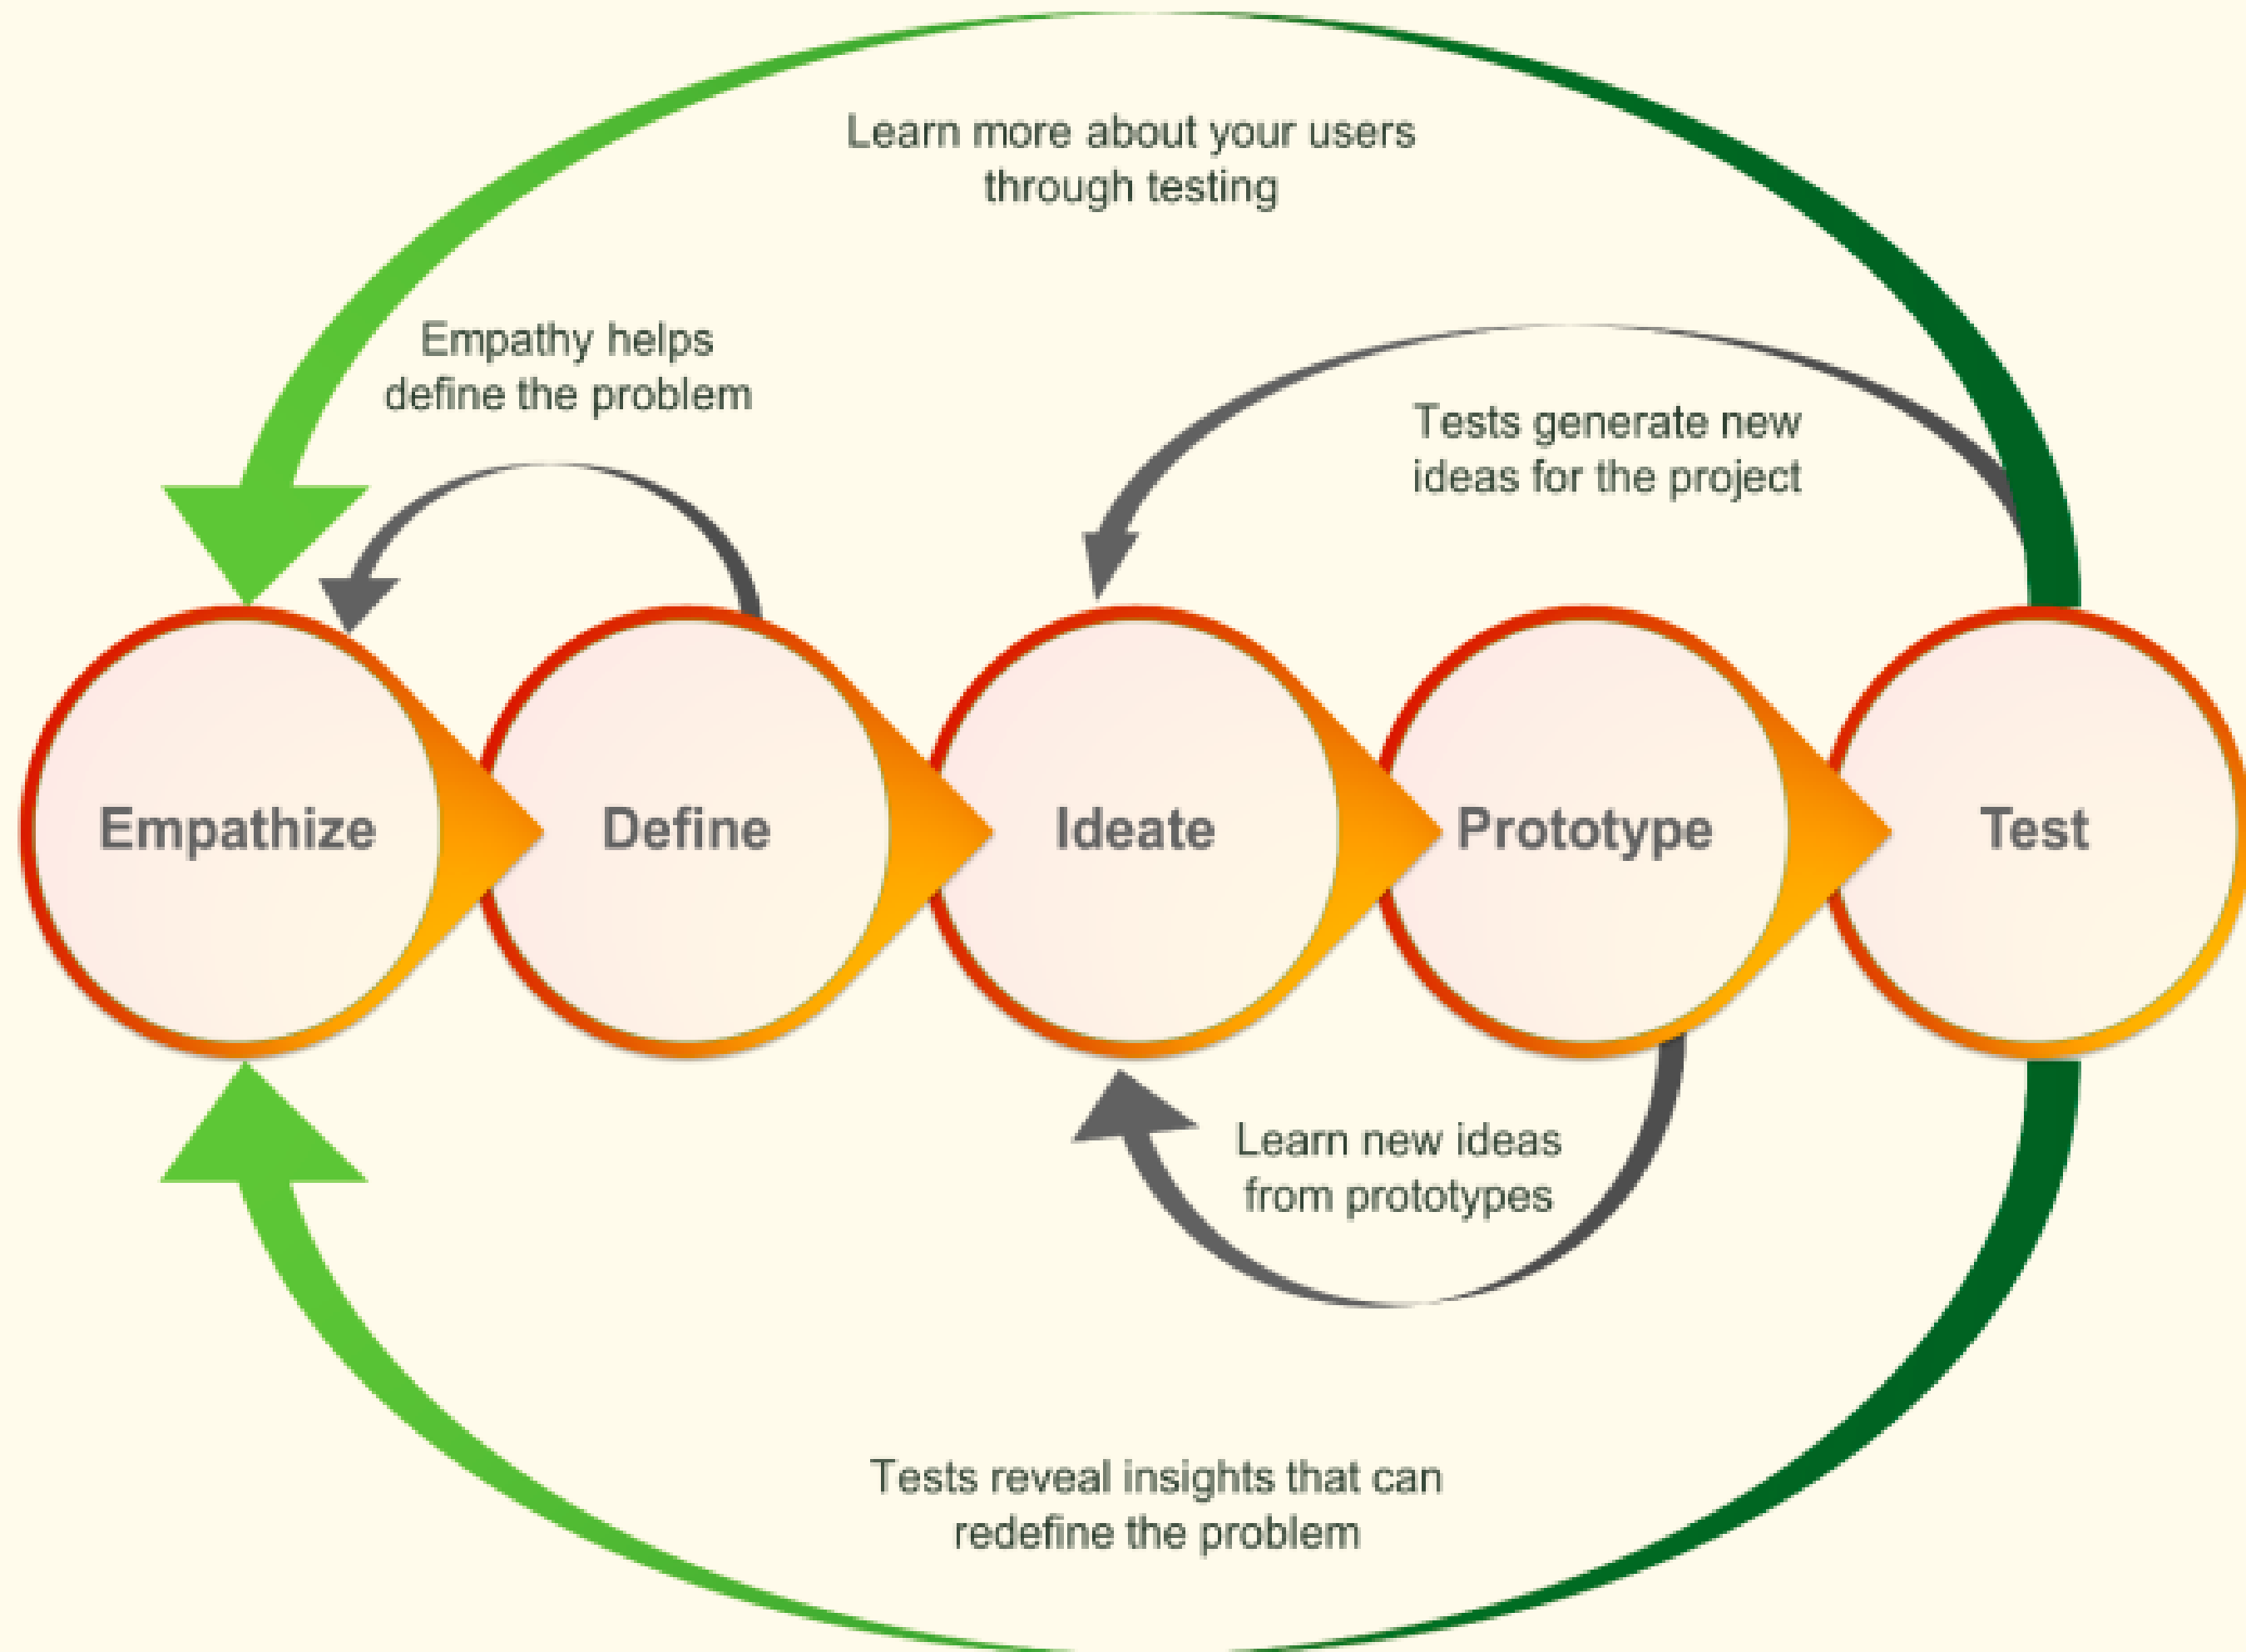 Learn more about your users
through testing
Empathy helps
define the problem
Tests generate new
ideas for the project
Empathize
Define
Ideate
Prototype
Test
Learn new ideas
from prototypes
Tests reveal insights that can
redefine the problem